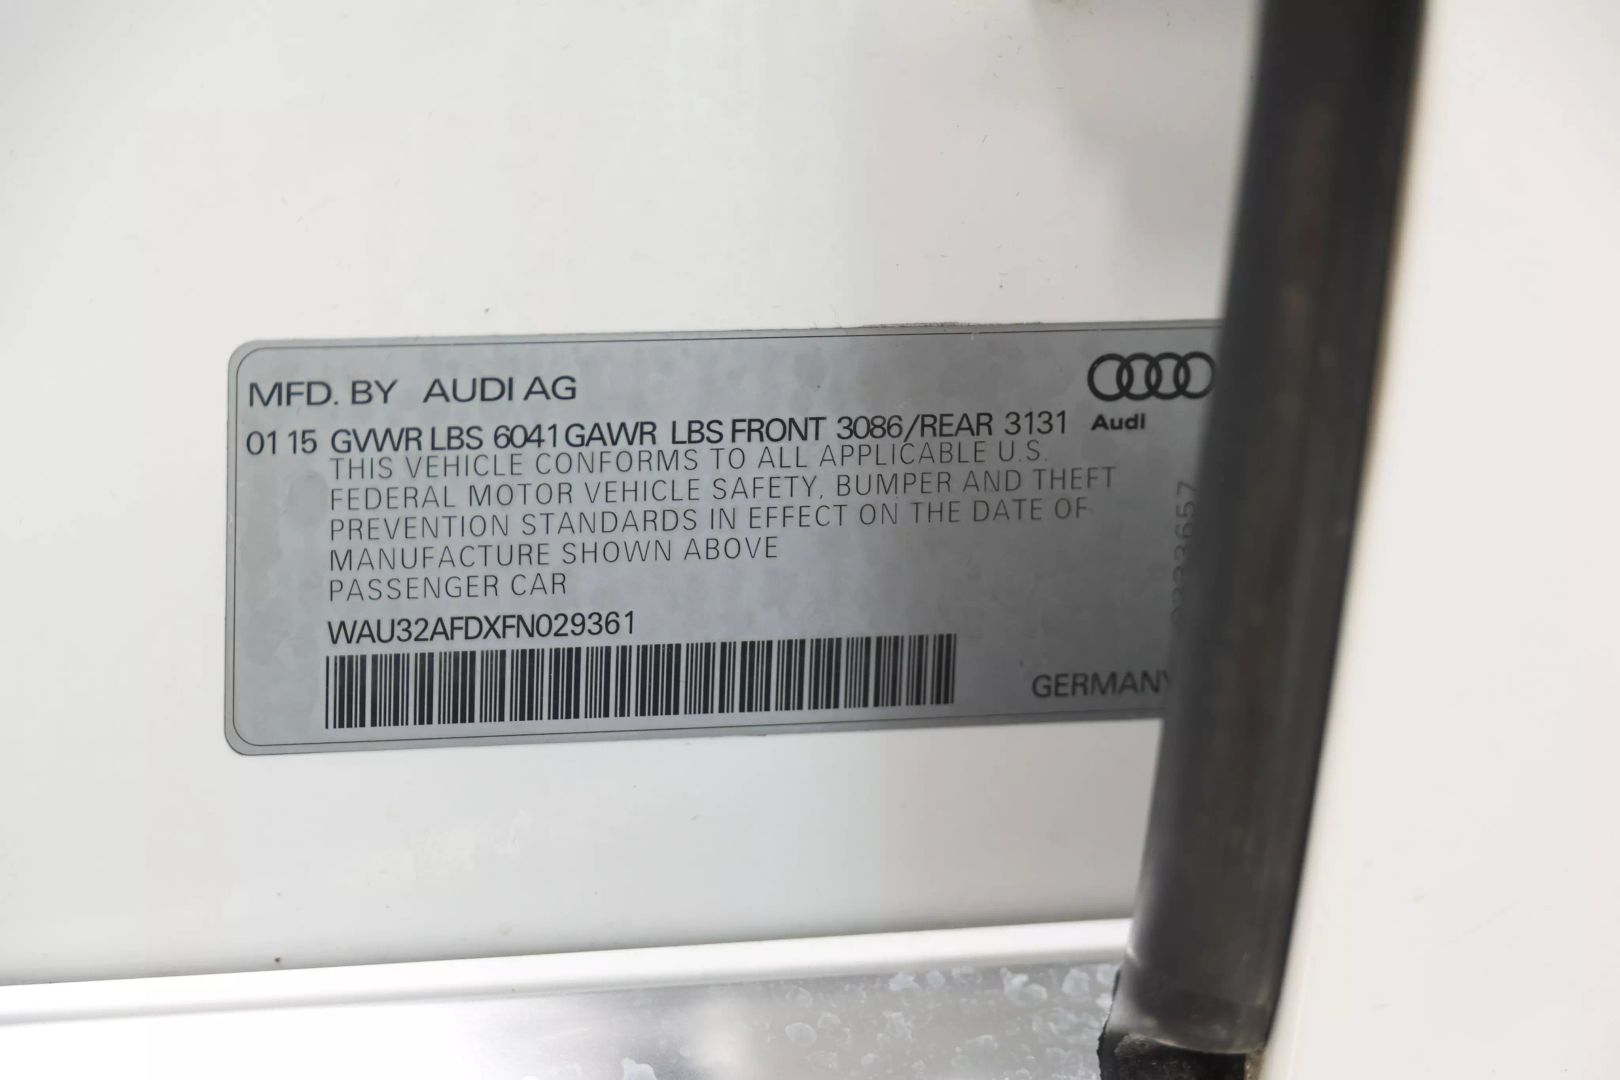 MFD. BY AUDI AG
Audi
01 15 GVWR LBS 6041 GAWR LBS FRONT 3086/REAR 3131
THIS VEHICLE CONFORMS TO ALL APPLICABLE U.S.
FEDERAL MOTOR VEHICLE SAFETY, BUMPER AND THEFT
PREVENTION STANDARDS IN EFFECT ON THE DATE OF
MANUFACTURE SHOWN ABOVE
PASSENGER CAR
WAU32AFDXFN029361
GERMANY